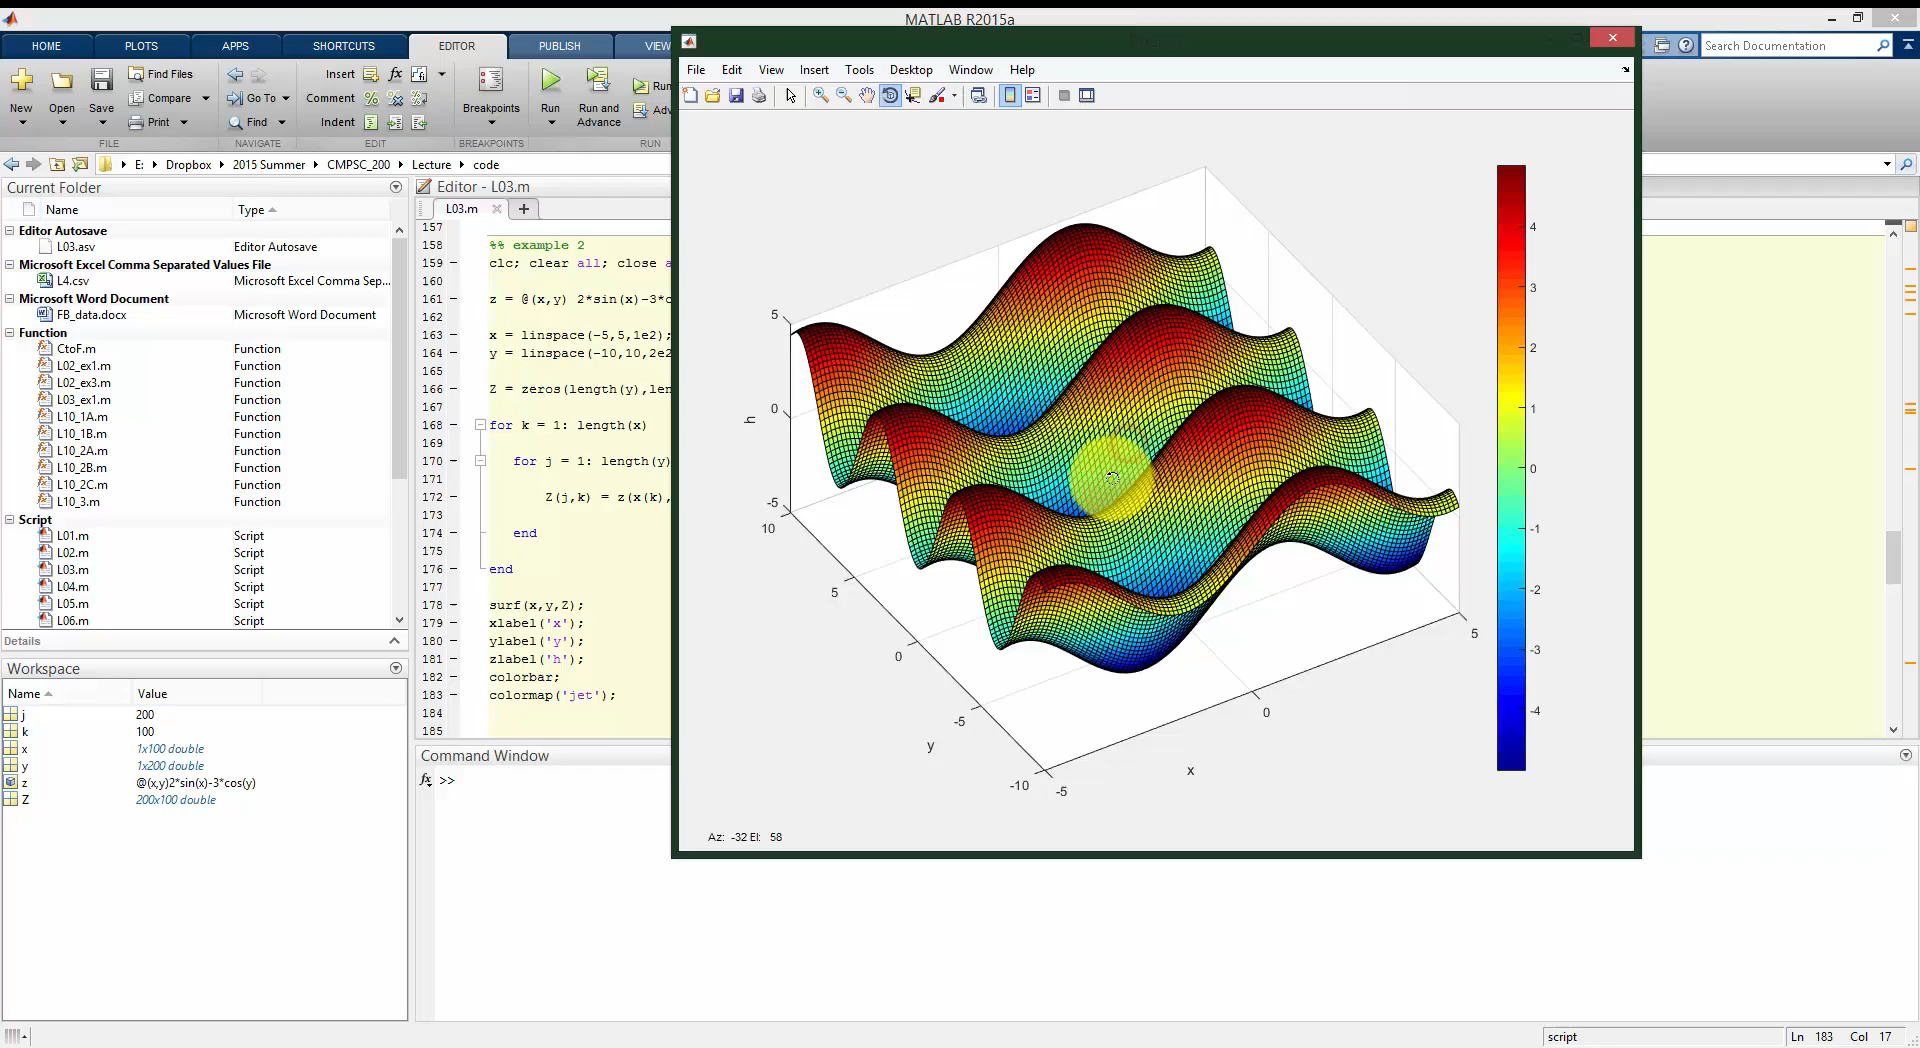 MATLAB R2015a
HOME PLOTS APPS SHORTCUTS EDITOR PUBLISH VIEW
Search Documentation
New Open Save
Find Files
Compare
Print
Go To
Find
Insert
Comment
Indent
Breakpoints
Run
Run and
Advance
FILE NAVIGATE EDIT BREAKPOINTS RUN
E: Dropbox 2015 Summer CMPSC_200 Lecture code
Current Folder
Name Type
Editor Autosave
L03.asv Editor Autosave
Microsoft Excel Comma Separated Values File
L4.csv Microsoft Excel Comma Sep...
Microsoft Word Document
FB_data.docx Microsoft Word Document
Function
CtoF.m Function
L02_ex1.m Function
L02_ex3.m Function
L03_ex1.m Function
L10_1A.m Function
L10_1B.m Function
L10_2A.m Function
L10_2B.m Function
L10_2C.m Function
L10_3.m Function
Script
L01.m Script
L02.m Script
L03.m Script
L04.m Script
L05.m Script
L06.m Script
Details
Workspace
Name Value
j 200
k 100
x 1x100 double
y 1x200 double
z @(x,y)2*sin(x)-3*cos(y)
Z 200x100 double
Editor - L03.m
L03.m
157
158 %% example 2
159 clc; clear all; close a
160
161 z = @(x,y) 2*sin(x)-3*c
162
163 x = linspace(-5,5,1e2);
164 y = linspace(-10,10,2e2
165
166 Z = zeros(length(y),len
167
168 for k = 1: length(x)
169
170 for j = 1: length(y)
171
172 Z(j,k) = z(x(k),
173
174 end
175
176 end
177
178 surf(x,y,Z);
179 xlabel('x');
180 ylabel('y');
181 zlabel('h');
182 colorbar;
183 colormap('jet');
184
185
Command Window
fx >>
File Edit View Insert Tools Desktop Window Help
h
5
0
-5
10
5
0
-5
-10
y
-5
0
5
x
4
3
2
1
0
-1
-2
-3
-4
Az: -32 El: 58
script
Ln 183 Col 17